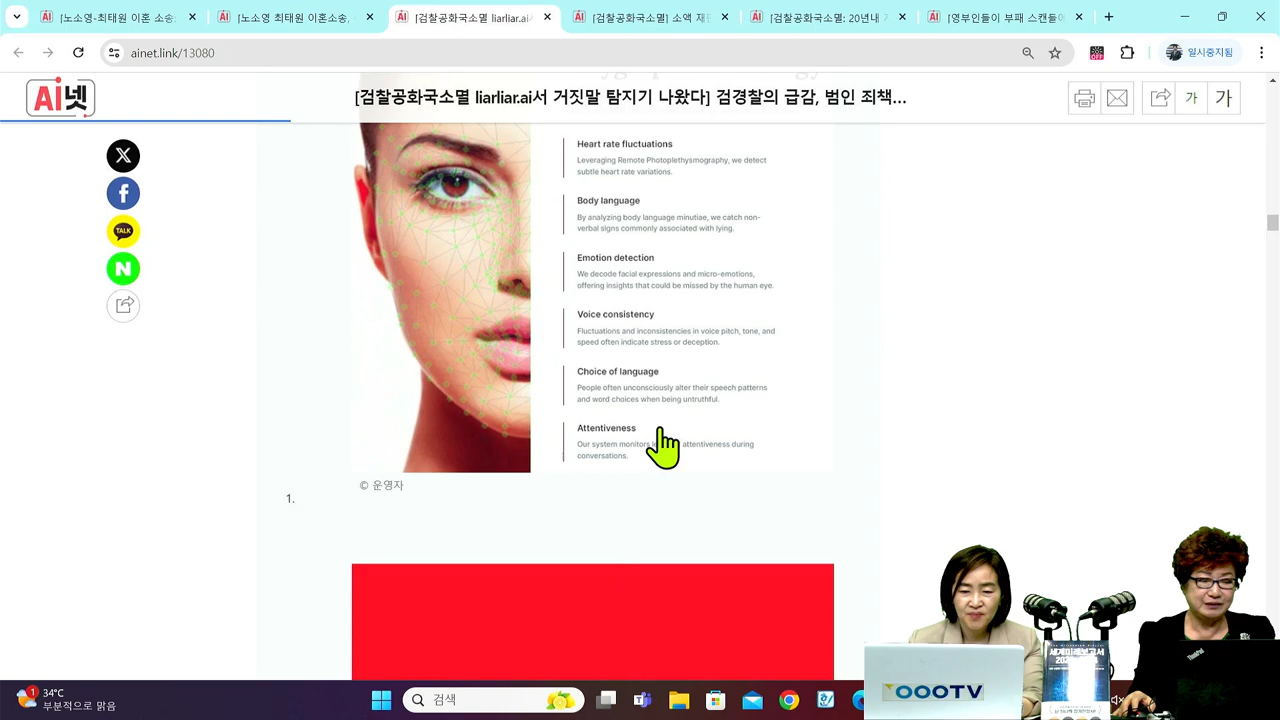 [노소영·최태원 이혼 소송
[노소영 최태원 이혼소송
[검찰공화국소멸 liarliar.ai
[검찰공화국소멸] 소액 재
[검찰공화국소멸: 20년내
[영부인들이 부패 스캔들
ainet.link/13080
OFF
일시중지됨
Ai넷
[검찰공화국소멸 liarliar.ai서 거짓말 탐지기 나왔다] 검경찰의 급감, 범인 죄책...
가
가
TALK
N
Heart rate fluctuations
Leveraging Remote Photoplethysmography, we detect
subtle heart rate variations.
Body language
By analyzing body language minutiae, we catch non-
verbal signs commonly associated with lying.
Emotion detection
We decode facial expressions and micro-emotions,
offering insights that could be missed by the human eye.
Voice consistency
Fluctuations and inconsistencies in voice pitch, tone, and
speed often indicate stress or deception.
Choice of language
People often unconsciously alter their speech patterns
and word choices when being untruthful.
Attentiveness
Our system monitors attentiveness during
conversations.
© 운영자
1.
OOOTV
세계미래보고서
ThinkPad
1
34°C
부분적으로 맑음
검색